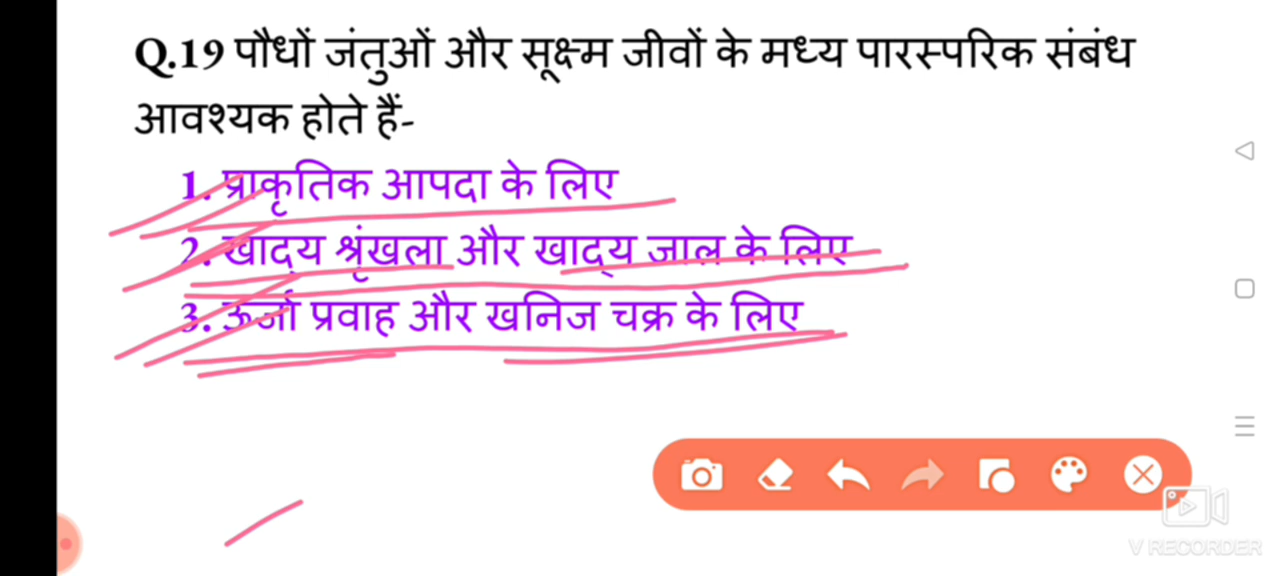 Q.19 पौधों जंतुओं और सूक्ष्म जीवों के मध्य पारस्परिक संबंध
आवश्यक होते हैं-
1. प्राकृतिक आपदा के लिए
2. खाद्य श्रृंखला और खाद्य जाल के लिए
3. ऊर्जा प्रवाह और खनिज चक्र के लिए
V RECORDER